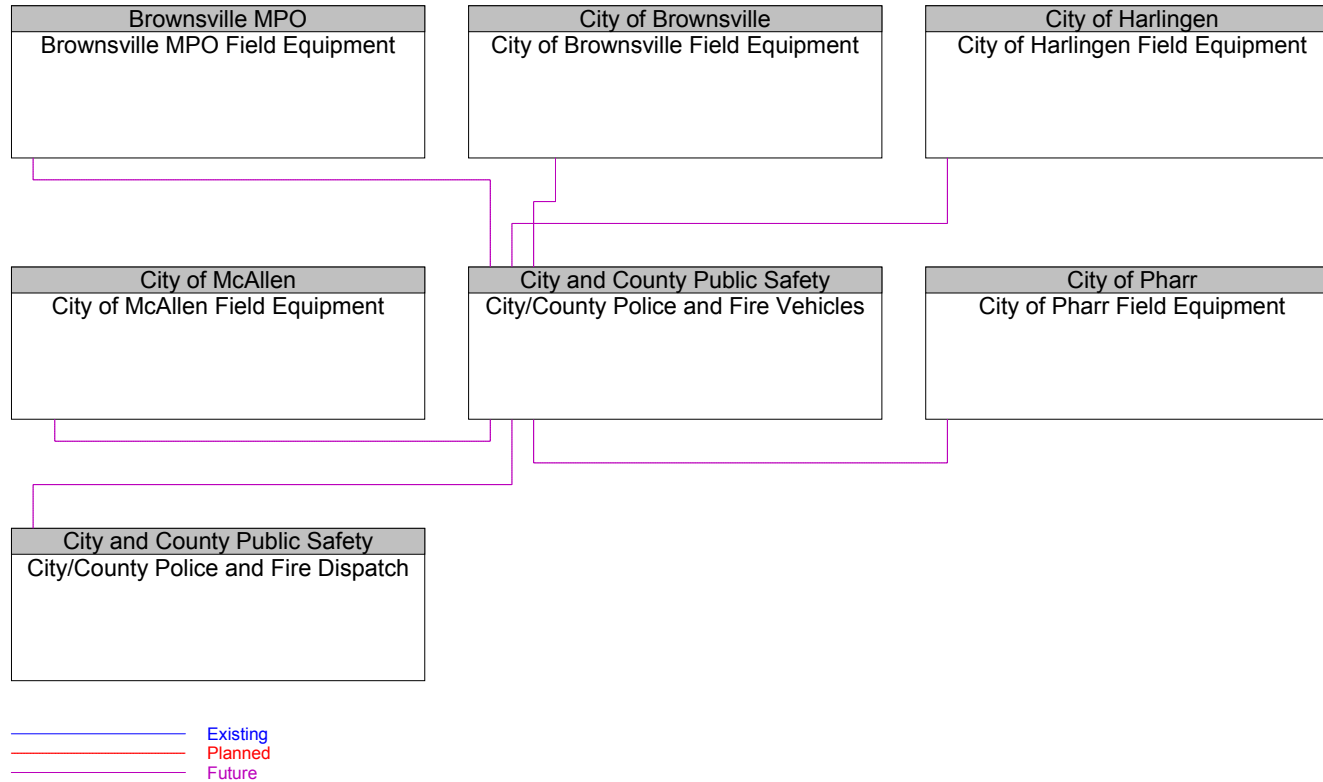 Brownsville MPO
Brownsville MPO Field Equipment
City of Brownsville
City of Brownsville Field Equipment
City of Harlingen
City of Harlingen Field Equipment
City of McAllen
City of McAllen Field Equipment
City and County Public Safety
City/County Police and Fire Vehicles
City of Pharr
City of Pharr Field Equipment
City and County Public Safety
City/County Police and Fire Dispatch
Existing
Planned
Future